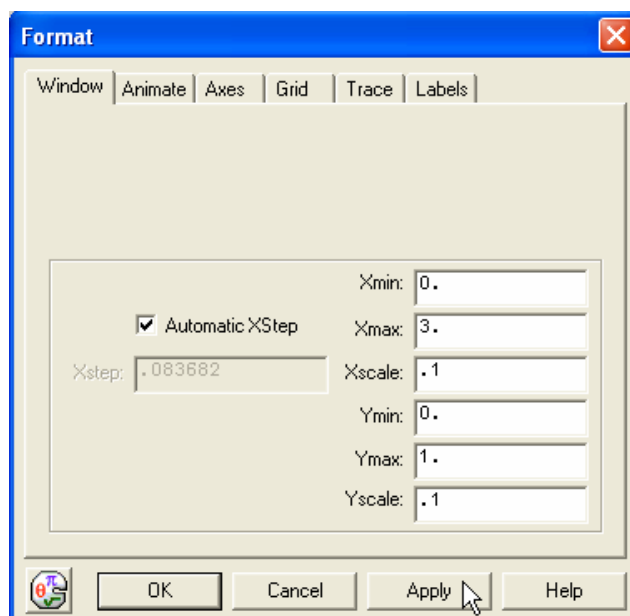 Format
Window Animate Axes Grid Trace Labels
Xmin: 0.
Automatic XStep
Xmax: 3.
Xstep: .083682
Xscale: .1
Ymin: 0.
Ymax: 1.
Yscale: .1
θ π
OK Cancel Apply Help